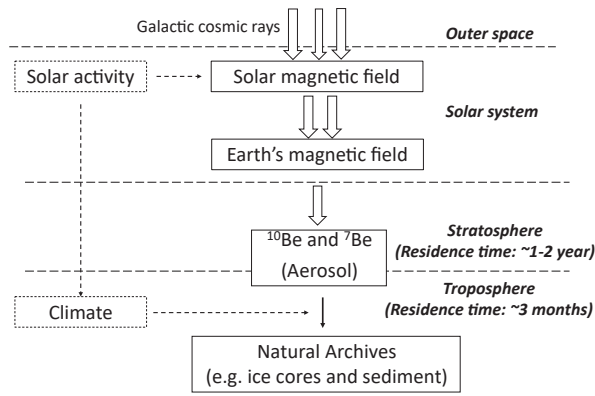 Galactic cosmic rays
Outer space
Solar activity
Solar magnetic field
Solar system
Earth's magnetic field
¹⁰Be and ⁷Be
(Aerosol)
Stratosphere
(Residence time: ~1-2 year)
Troposphere
(Residence time: ~3 months)
Climate
Natural Archives
(e.g. ice cores and sediment)